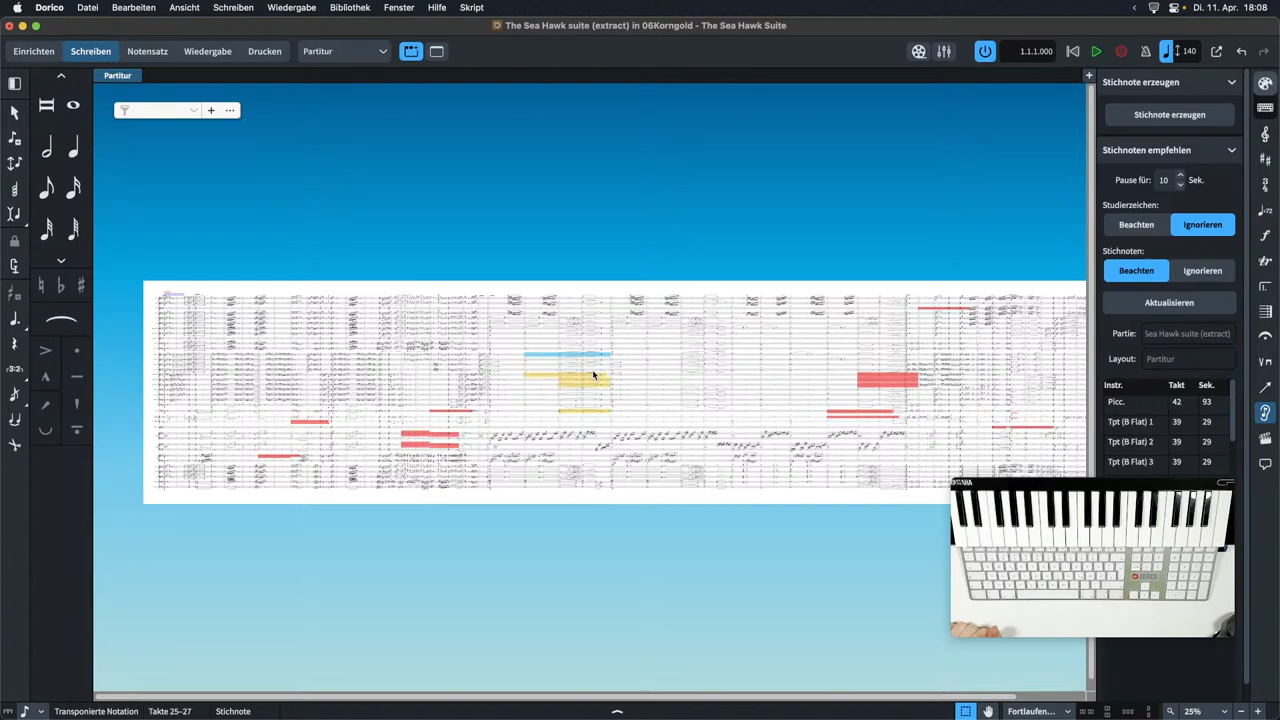 Dorico Datei Bearbeiten Ansicht Schreiben Wiedergabe Bibliothek Fenster Hilfe Skript Di. 11. Apr. 18:08
The Sea Hawk suite (extract) in 06Korngold - The Sea Hawk Suite
Einrichten Schreiben Notensatz Wiedergabe Drucken Partitur 1.1.1.000 140
Partitur
Stichnote erzeugen
Stichnote erzeugen
Stichnoten empfehlen
Pause für: 10 Sek.
Studierzeichen:
Beachten Ignorieren
Stichnoten:
Beachten Ignorieren
Aktualisieren
Partie: Sea Hawk suite (extract)
Layout: Partitur
Instr. Takt Sek.
Picc. 42 93
Tpt (B Flat) 39 29
Tpt (B Flat) 2 39 29
Tpt (B Flat) 3 39 29
Transponierte Notation Takte 25–27 Stichnote Fortlaufen... 25%